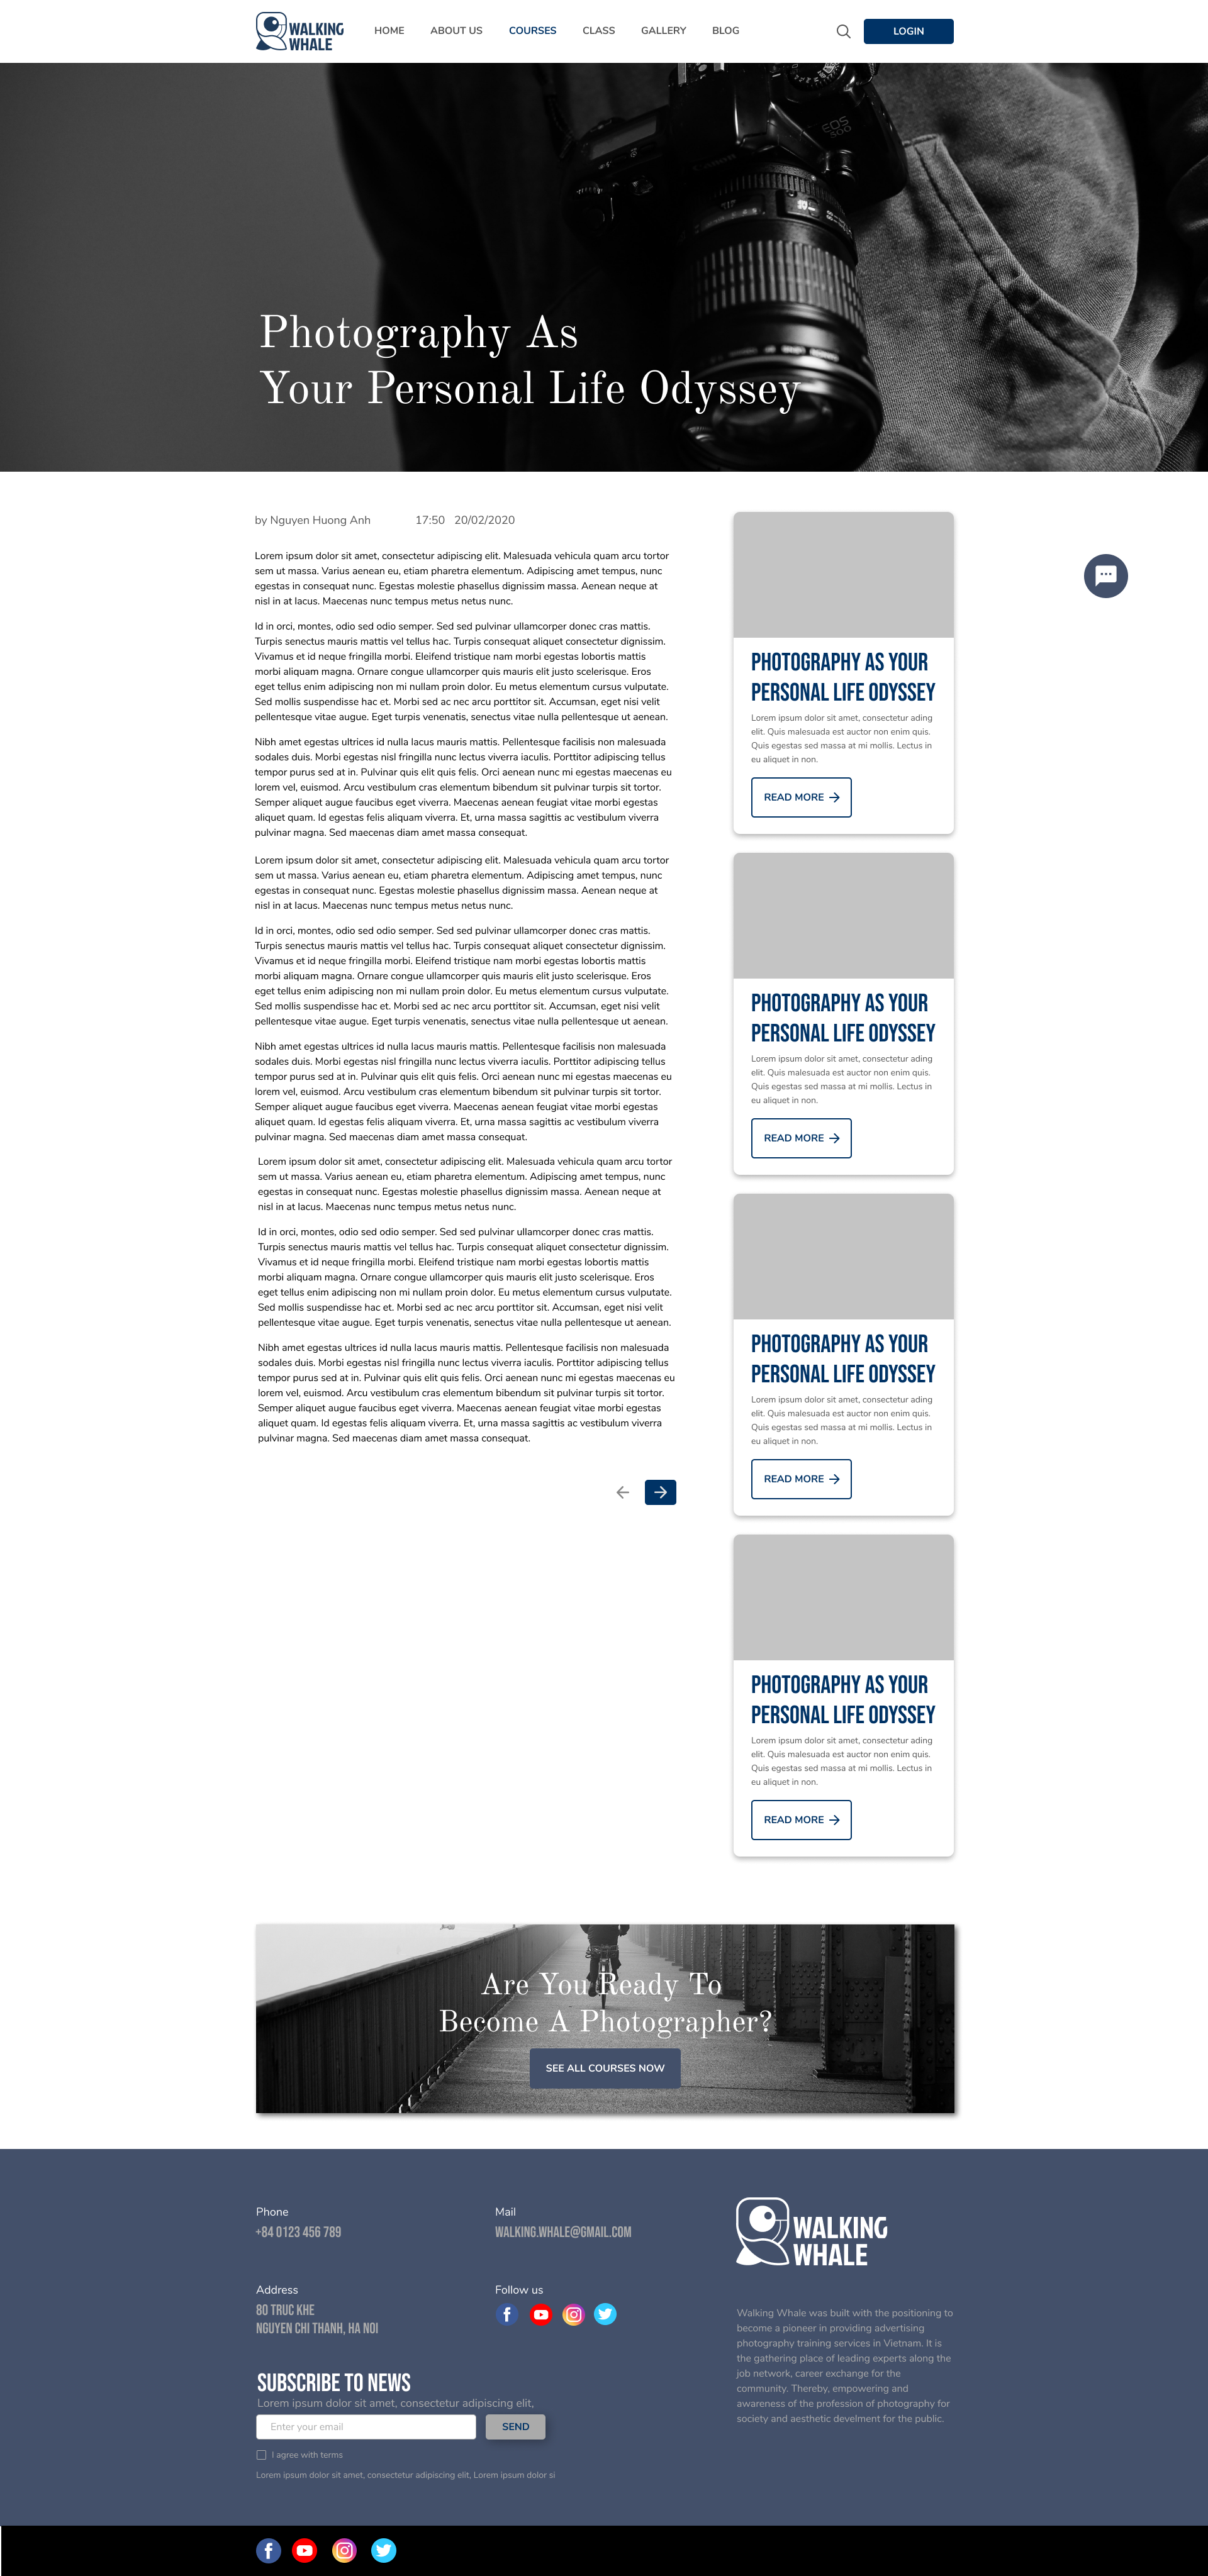 WALKING
WHALE
HOME ABOUT US COURSES CLASS GALLERY BLOG
LOGIN
EOS
500
Photography As
Your Personal Life Odyssey
by Nguyen Huong Anh 17:50 20/02/2020
Lorem ipsum dolor sit amet, consectetur adipiscing elit. Malesuada vehicula quam arcu tortor
sem ut massa. Varius aenean eu, etiam pharetra elementum. Adipiscing amet tempus, nunc
egestas in consequat nunc. Egestas molestie phasellus dignissim massa. Aenean neque at
nisl in at lacus. Maecenas nunc tempus metus netus nunc.
Id in orci, montes, odio sed odio semper. Sed sed pulvinar ullamcorper donec cras mattis.
Turpis senectus mauris mattis vel tellus hac. Turpis consequat aliquet consectetur dignissim.
Vivamus et id neque fringilla morbi. Eleifend tristique nam morbi egestas lobortis mattis
morbi aliquam magna. Ornare congue ullamcorper quis mauris elit justo scelerisque. Eros
eget tellus enim adipiscing non mi nullam proin dolor. Eu metus elementum cursus vulputate.
Sed mollis suspendisse hac et. Morbi sed ac nec arcu porttitor sit. Accumsan, eget nisi velit
pellentesque vitae augue. Eget turpis venenatis, senectus vitae nulla pellentesque ut aenean.
Nibh amet egestas ultrices id nulla lacus mauris mattis. Pellentesque facilisis non malesuada
sodales duis. Morbi egestas nisl fringilla nunc lectus viverra iaculis. Porttitor adipiscing tellus
tempor purus sed at in. Pulvinar quis elit quis felis. Orci aenean nunc mi egestas maecenas eu
lorem vel, euismod. Arcu vestibulum cras elementum bibendum sit pulvinar turpis sit tortor.
Semper aliquet augue faucibus eget viverra. Maecenas aenean feugiat vitae morbi egestas
aliquet quam. Id egestas felis aliquam viverra. Et, urna massa sagittis ac vestibulum viverra
pulvinar magna. Sed maecenas diam amet massa consequat.
Lorem ipsum dolor sit amet, consectetur adipiscing elit. Malesuada vehicula quam arcu tortor
sem ut massa. Varius aenean eu, etiam pharetra elementum. Adipiscing amet tempus, nunc
egestas in consequat nunc. Egestas molestie phasellus dignissim massa. Aenean neque at
nisl in at lacus. Maecenas nunc tempus metus netus nunc.
Id in orci, montes, odio sed odio semper. Sed sed pulvinar ullamcorper donec cras mattis.
Turpis senectus mauris mattis vel tellus hac. Turpis consequat aliquet consectetur dignissim.
Vivamus et id neque fringilla morbi. Eleifend tristique nam morbi egestas lobortis mattis
morbi aliquam magna. Ornare congue ullamcorper quis mauris elit justo scelerisque. Eros
eget tellus enim adipiscing non mi nullam proin dolor. Eu metus elementum cursus vulputate.
Sed mollis suspendisse hac et. Morbi sed ac nec arcu porttitor sit. Accumsan, eget nisi velit
pellentesque vitae augue. Eget turpis venenatis, senectus vitae nulla pellentesque ut aenean.
Nibh amet egestas ultrices id nulla lacus mauris mattis. Pellentesque facilisis non malesuada
sodales duis. Morbi egestas nisl fringilla nunc lectus viverra iaculis. Porttitor adipiscing tellus
tempor purus sed at in. Pulvinar quis elit quis felis. Orci aenean nunc mi egestas maecenas eu
lorem vel, euismod. Arcu vestibulum cras elementum bibendum sit pulvinar turpis sit tortor.
Semper aliquet augue faucibus eget viverra. Maecenas aenean feugiat vitae morbi egestas
aliquet quam. Id egestas felis aliquam viverra. Et, urna massa sagittis ac vestibulum viverra
pulvinar magna. Sed maecenas diam amet massa consequat.
Lorem ipsum dolor sit amet, consectetur adipiscing elit. Malesuada vehicula quam arcu tortor
sem ut massa. Varius aenean eu, etiam pharetra elementum. Adipiscing amet tempus, nunc
egestas in consequat nunc. Egestas molestie phasellus dignissim massa. Aenean neque at
nisl in at lacus. Maecenas nunc tempus metus netus nunc.
Id in orci, montes, odio sed odio semper. Sed sed pulvinar ullamcorper donec cras mattis.
Turpis senectus mauris mattis vel tellus hac. Turpis consequat aliquet consectetur dignissim.
Vivamus et id neque fringilla morbi. Eleifend tristique nam morbi egestas lobortis mattis
morbi aliquam magna. Ornare congue ullamcorper quis mauris elit justo scelerisque. Eros
eget tellus enim adipiscing non mi nullam proin dolor. Eu metus elementum cursus vulputate.
Sed mollis suspendisse hac et. Morbi sed ac nec arcu porttitor sit. Accumsan, eget nisi velit
pellentesque vitae augue. Eget turpis venenatis, senectus vitae nulla pellentesque ut aenean.
Nibh amet egestas ultrices id nulla lacus mauris mattis. Pellentesque facilisis non malesuada
sodales duis. Morbi egestas nisl fringilla nunc lectus viverra iaculis. Porttitor adipiscing tellus
tempor purus sed at in. Pulvinar quis elit quis felis. Orci aenean nunc mi egestas maecenas eu
lorem vel, euismod. Arcu vestibulum cras elementum bibendum sit pulvinar turpis sit tortor.
Semper aliquet augue faucibus eget viverra. Maecenas aenean feugiat vitae morbi egestas
aliquet quam. Id egestas felis aliquam viverra. Et, urna massa sagittis ac vestibulum viverra
pulvinar magna. Sed maecenas diam amet massa consequat.
PHOTOGRAPHY AS YOUR
PERSONAL LIFE ODYSSEY
Lorem ipsum dolor sit amet, consectetur ading
elit. Quis malesuada est auctor non enim quis.
Quis egestas sed massa at mi mollis. Lectus in
eu aliquet in non.
READ MORE
PHOTOGRAPHY AS YOUR
PERSONAL LIFE ODYSSEY
Lorem ipsum dolor sit amet, consectetur ading
elit. Quis malesuada est auctor non enim quis.
Quis egestas sed massa at mi mollis. Lectus in
eu aliquet in non.
READ MORE
PHOTOGRAPHY AS YOUR
PERSONAL LIFE ODYSSEY
Lorem ipsum dolor sit amet, consectetur ading
elit. Quis malesuada est auctor non enim quis.
Quis egestas sed massa at mi mollis. Lectus in
eu aliquet in non.
READ MORE
PHOTOGRAPHY AS YOUR
PERSONAL LIFE ODYSSEY
Lorem ipsum dolor sit amet, consectetur ading
elit. Quis malesuada est auctor non enim quis.
Quis egestas sed massa at mi mollis. Lectus in
eu aliquet in non.
READ MORE
Are You Ready To
Become A Photographer?
SEE ALL COURSES NOW
Phone
+84 0123 456 789
Mail
WALKING.WHALE@GMAIL.COM
Address
80 TRUC KHE
NGUYEN CHI THANH, HA NOI
Follow us
SUBSCRIBE TO NEWS
Lorem ipsum dolor sit amet, consectetur adipiscing elit,
Enter your email
SEND
I agree with terms
Lorem ipsum dolor sit amet, consectetur adipiscing elit, Lorem ipsum dolor si
WALKING
WHALE
Walking Whale was built with the positioning to
become a pioneer in providing advertising
photography training services in Vietnam. It is
the gathering place of leading experts along the
job network, career exchange for the
community. Thereby, empowering and
awareness of the profession of photography for
society and aesthetic develment for the public.